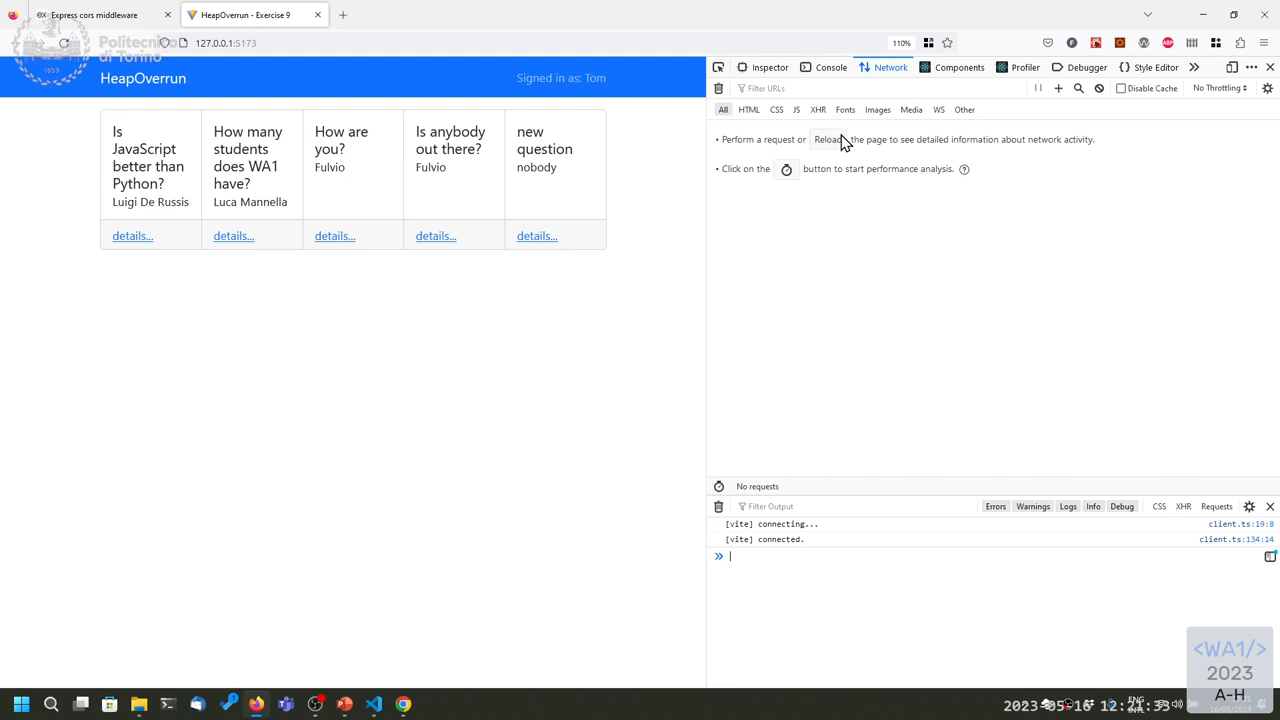 Express cors middleware
HeapOverrun - Exercise 9
Politecnico
di Torino
1859
127.0.0.1:5173
110%
HeapOverrun
Signed in as: Tom
Is JavaScript better than Python?
Luigi De Russis
details...
How many students does WA1 have?
Luca Mannella
details...
How are you?
Fulvio
details...
Is anybody out there?
Fulvio
details...
new question
nobody
details...
Inspector
Console
Network
Components
Profiler
Debugger
Style Editor
Filter URLs
Disable Cache
No Throttling
All
HTML
CSS
JS
XHR
Fonts
Images
Media
WS
Other
• Perform a request or Reload the page to see detailed information about network activity.
• Click on the button to start performance analysis.
No requests
Filter Output
Errors
Warnings
Logs
Info
Debug
CSS
XHR
Requests
[vite] connecting...
client.ts:19:8
[vite] connected.
client.ts:134:14
<WA1/>
2023
A-H
ENG